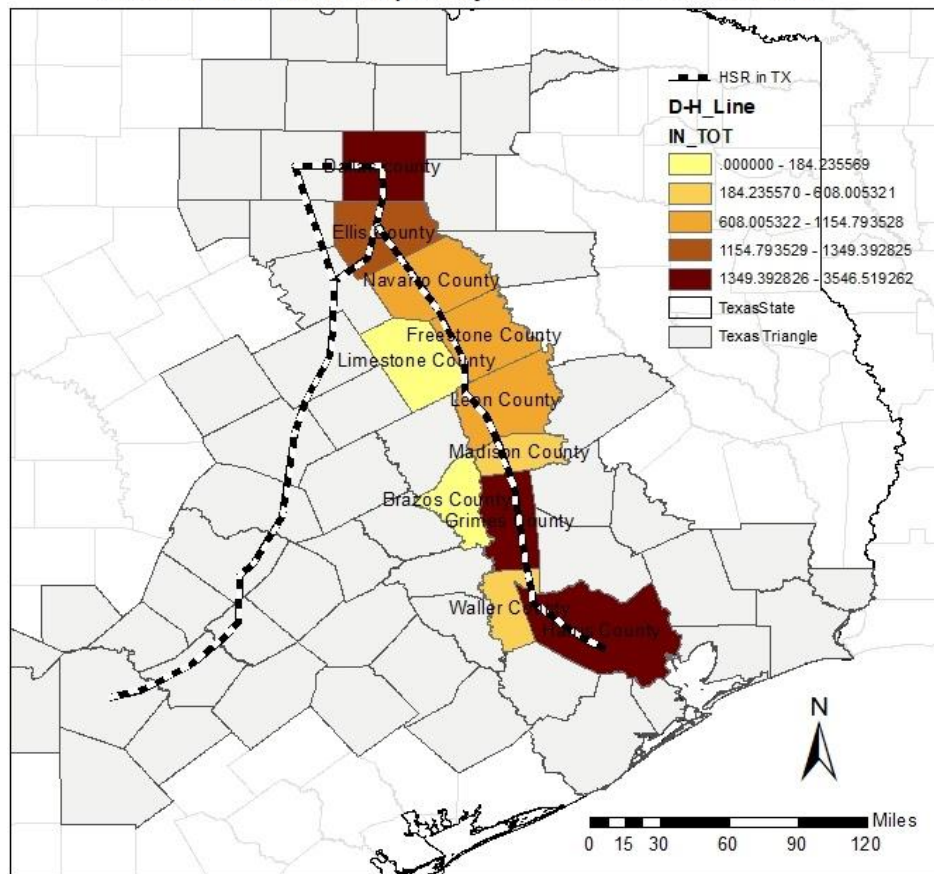 HSR in TX
D-H_Line
IN_TOT
.000000 - 184.235569
184.235570 - 608.005321
608.005322 - 1154.793528
1154.793529 - 1349.392825
1349.392826 - 3546.519262
TexasState
Texas Triangle
Dallas County
Ellis County
Navarro County
Freestone County
Limestone County
Leon County
Madison County
Brazos County
Grimes County
Waller County
Harris County
N
Miles
0 15 30 60 90 120